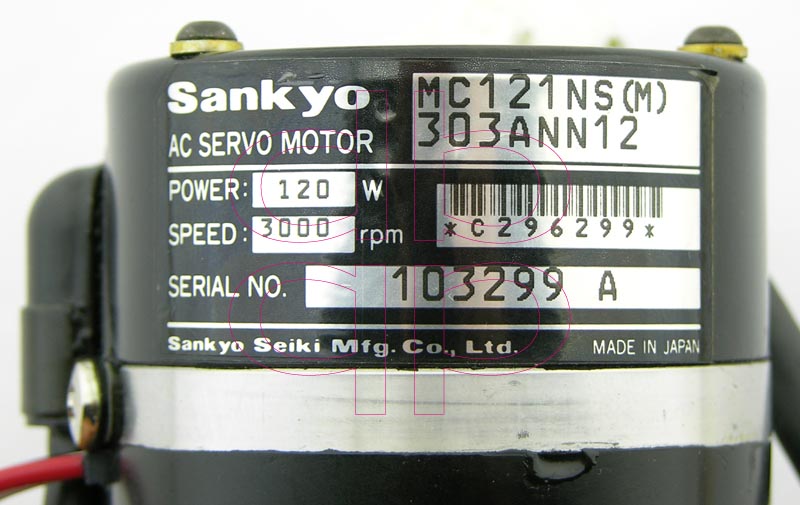 Sankyo
AC SERVO MOTOR
MC121NS(M)
303ANN12
POWER: 120 W
SPEED: 3000 rpm
*C296299*
SERIAL NO. 103299 A
Sankyo Seiki Mfg. Co., Ltd. MADE IN JAPAN